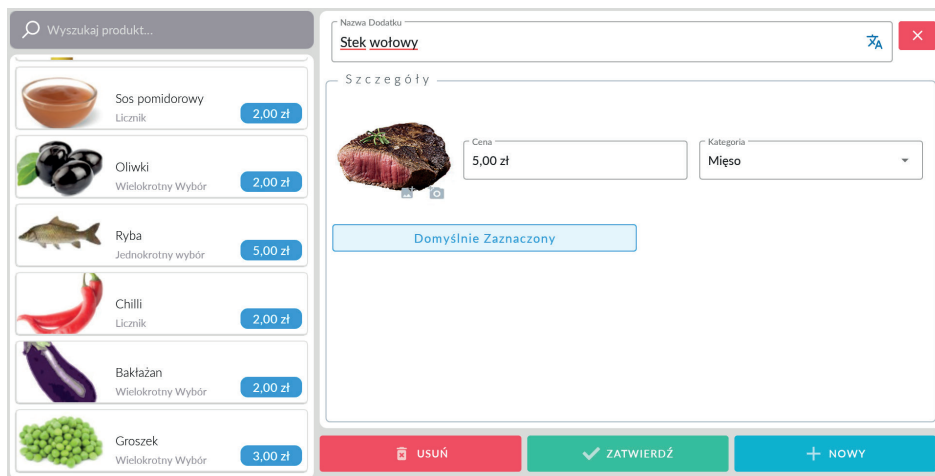 Wyszukaj produkt...
Sos pomidorowy
Licznik
2,00 zł
Oliwki
Wielokrotny Wybór
2,00 zł
Ryba
Jednokrotny wybór
5,00 zł
Chilli
Licznik
2,00 zł
Bakłażan
Wielokrotny Wybór
2,00 zł
Groszek
Wielokrotny Wybór
3,00 zł
Nazwa Dodatku
Stek wołowy
Szczegóły
Cena
5,00 zł
Kategoria
Mięso
Domyślnie Zaznaczony
USUŃ
ZATWIERDŹ
NOWY